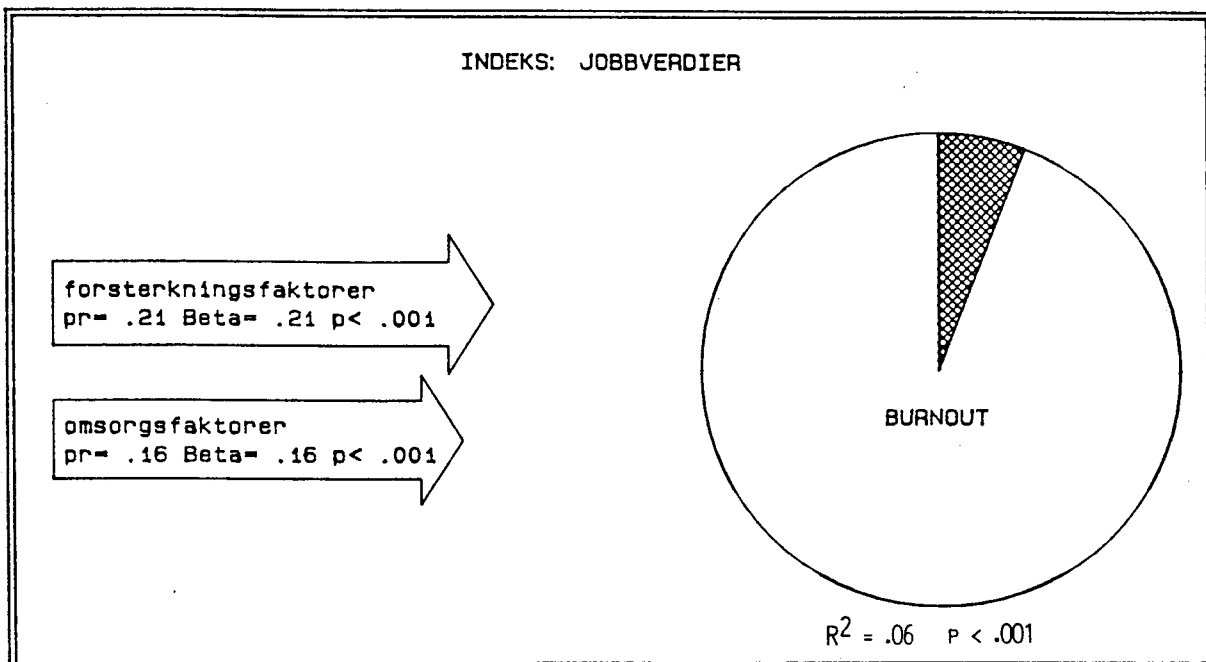 INDEKS: JOBBVERDIER
forsterkningsfaktorer
pr= .21 Beta= .21 p< .001
omsorgsfaktorer
pr= .16 Beta= .16 p< .001
BURNOUT
R² = .06 P < .001